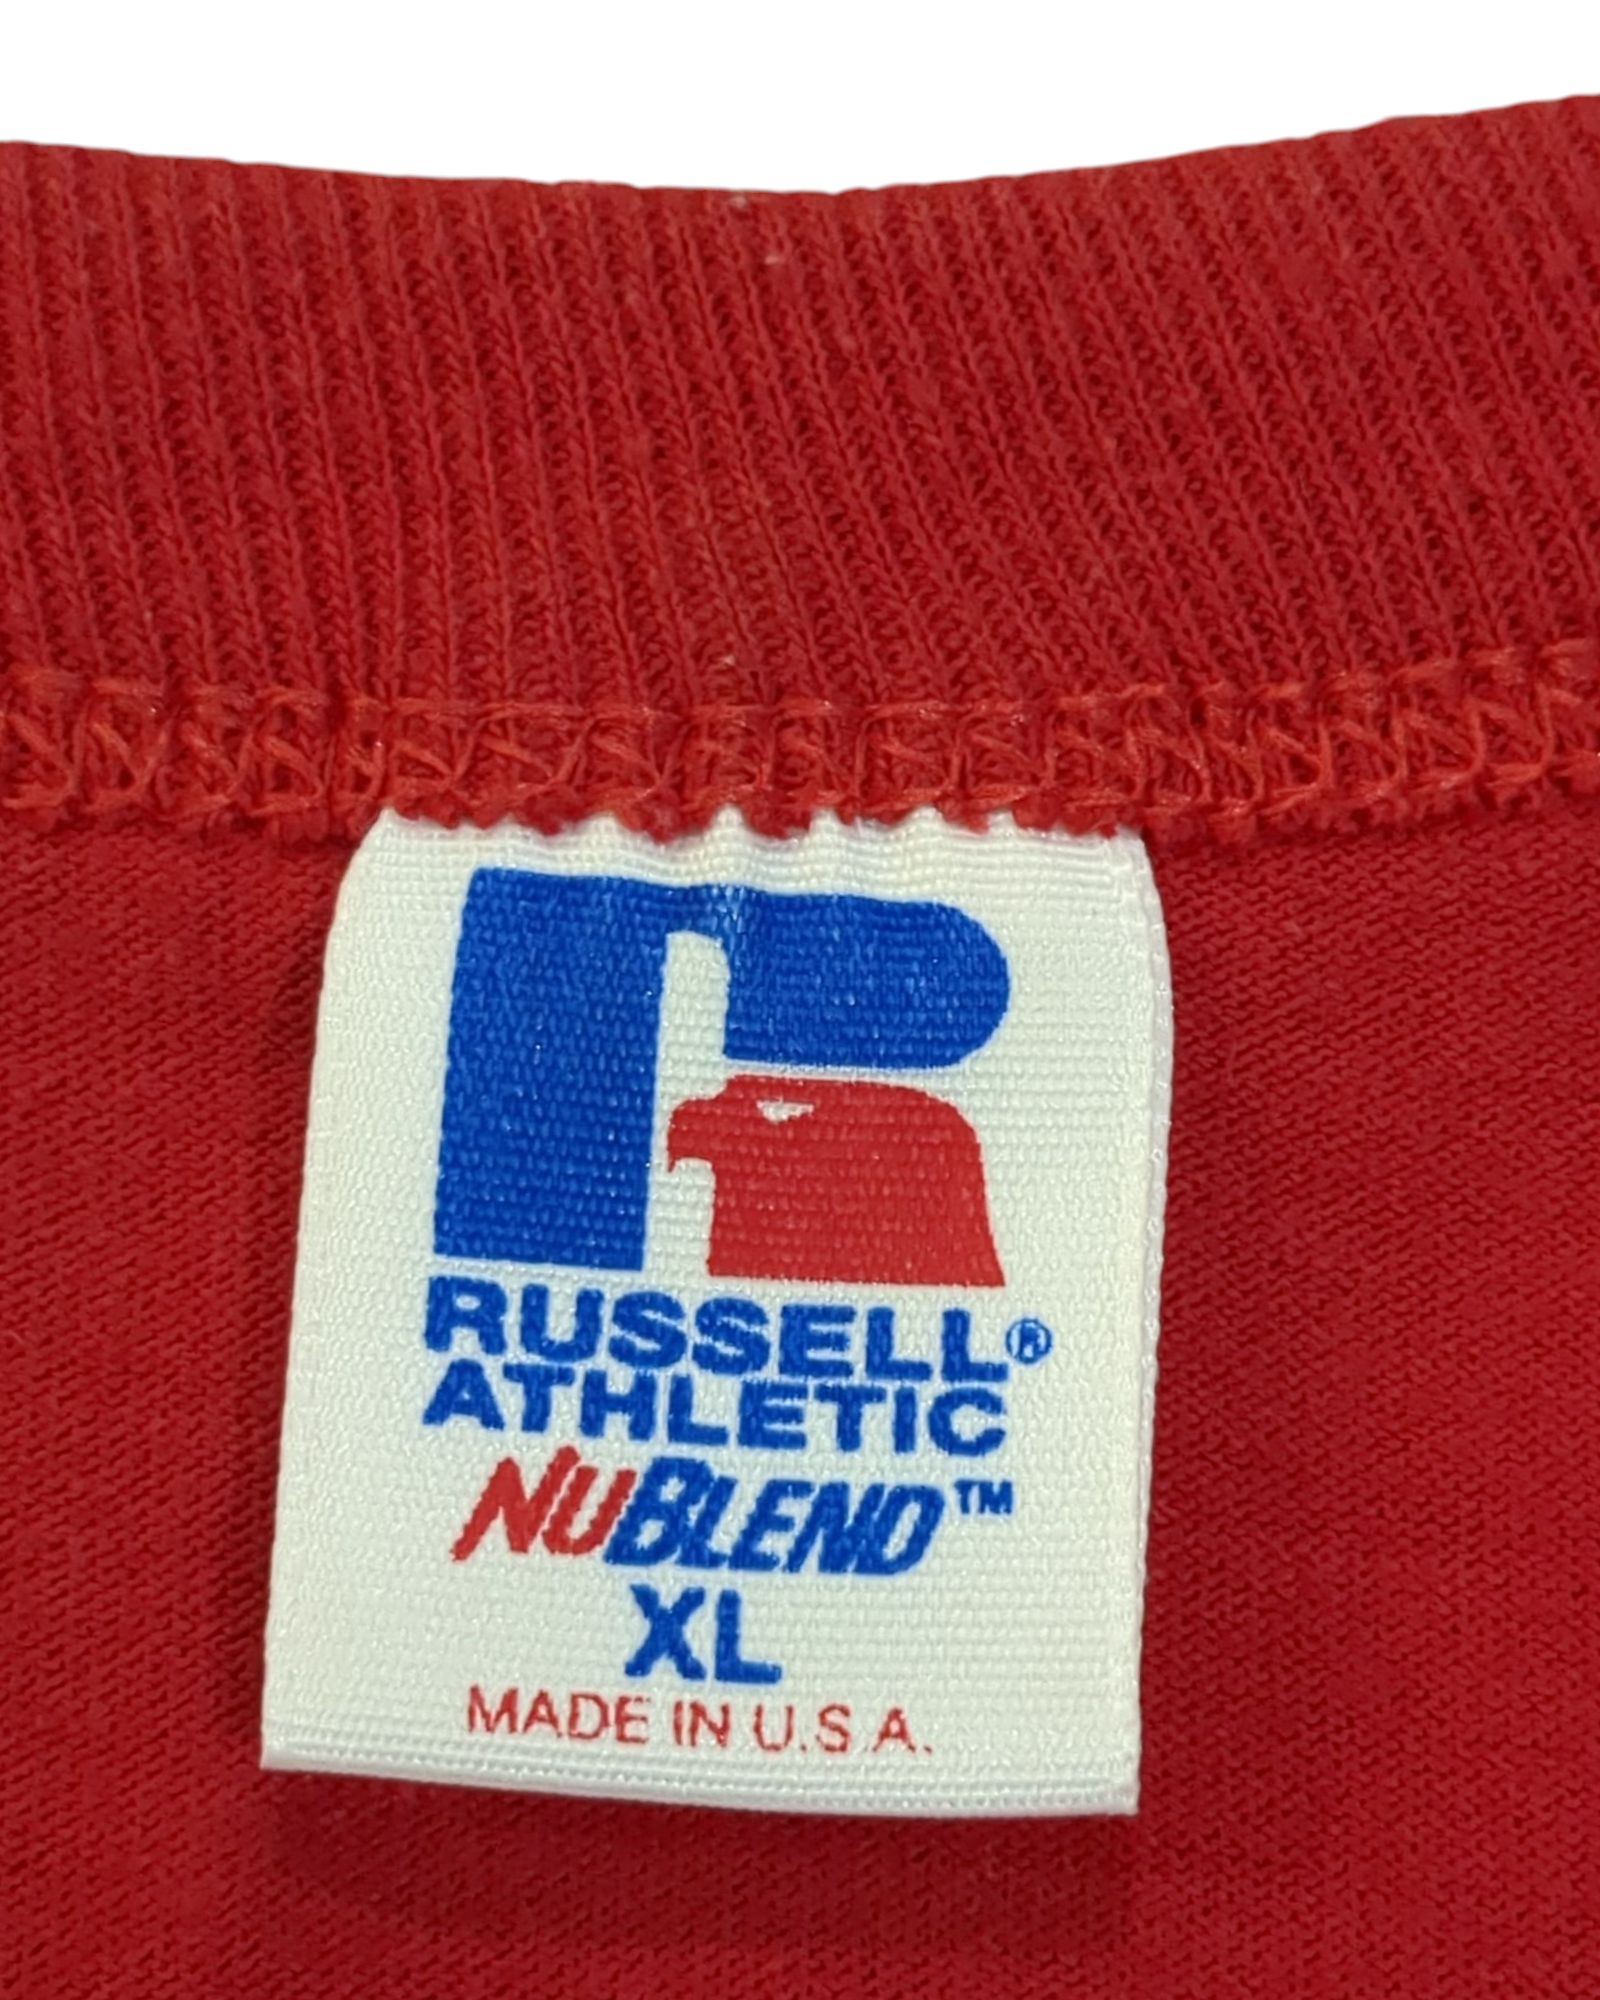 RUSSELL®
ATHLETIC
NUBLEND™
XL
MADE IN U.S.A.